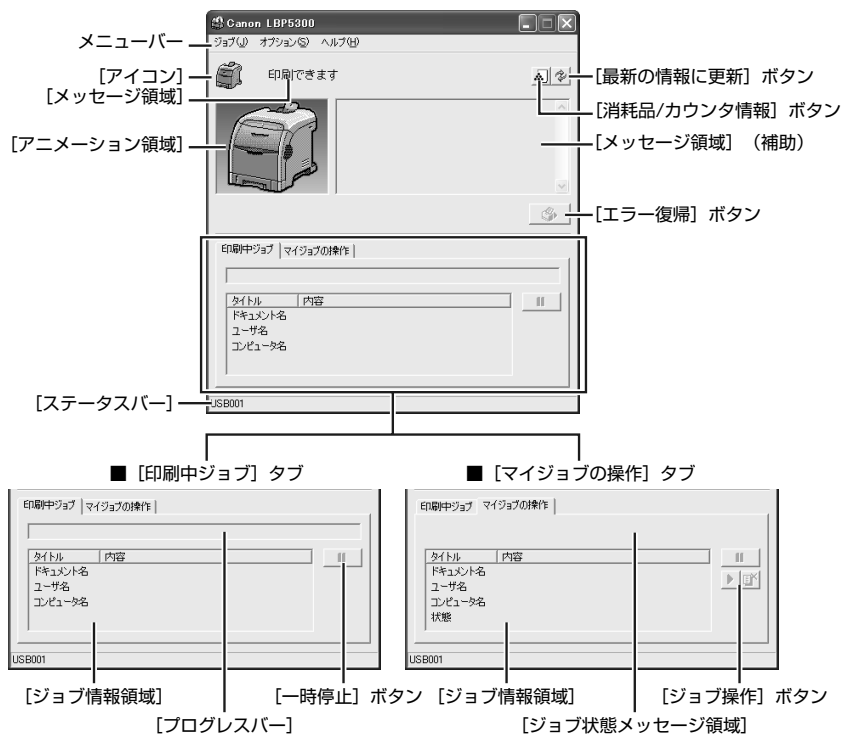 Canon LBP5300
メニューバー
ジョブ(J) オプション(S) ヘルプ(H)
[アイコン]
印刷できます
[最新の情報に更新] ボタン
[メッセージ領域]
[消耗品/カウンタ情報] ボタン
[アニメーション領域]
[メッセージ領域] (補助)
[エラー復帰] ボタン
印刷中ジョブ マイジョブの操作
タイトル 内容
ドキュメント名
ユーザ名
コンピュータ名
[ステータスバー]
USB001
■ [印刷中ジョブ] タブ
■ [マイジョブの操作] タブ
印刷中ジョブ マイジョブの操作
タイトル 内容
ドキュメント名
ユーザ名
コンピュータ名
USB001
[ジョブ情報領域]
[一時停止] ボタン
[プログレスバー]
印刷中ジョブ マイジョブの操作
タイトル 内容
ドキュメント名
ユーザ名
コンピュータ名
状態
USB001
[ジョブ情報領域]
[ジョブ操作] ボタン
[ジョブ状態メッセージ領域]